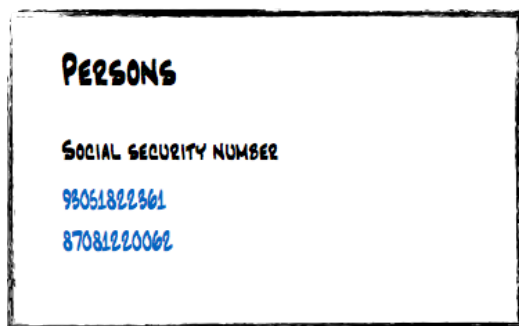 PERSONS
SOCIAL SECURITY NUMBER
93051822361
87081220062